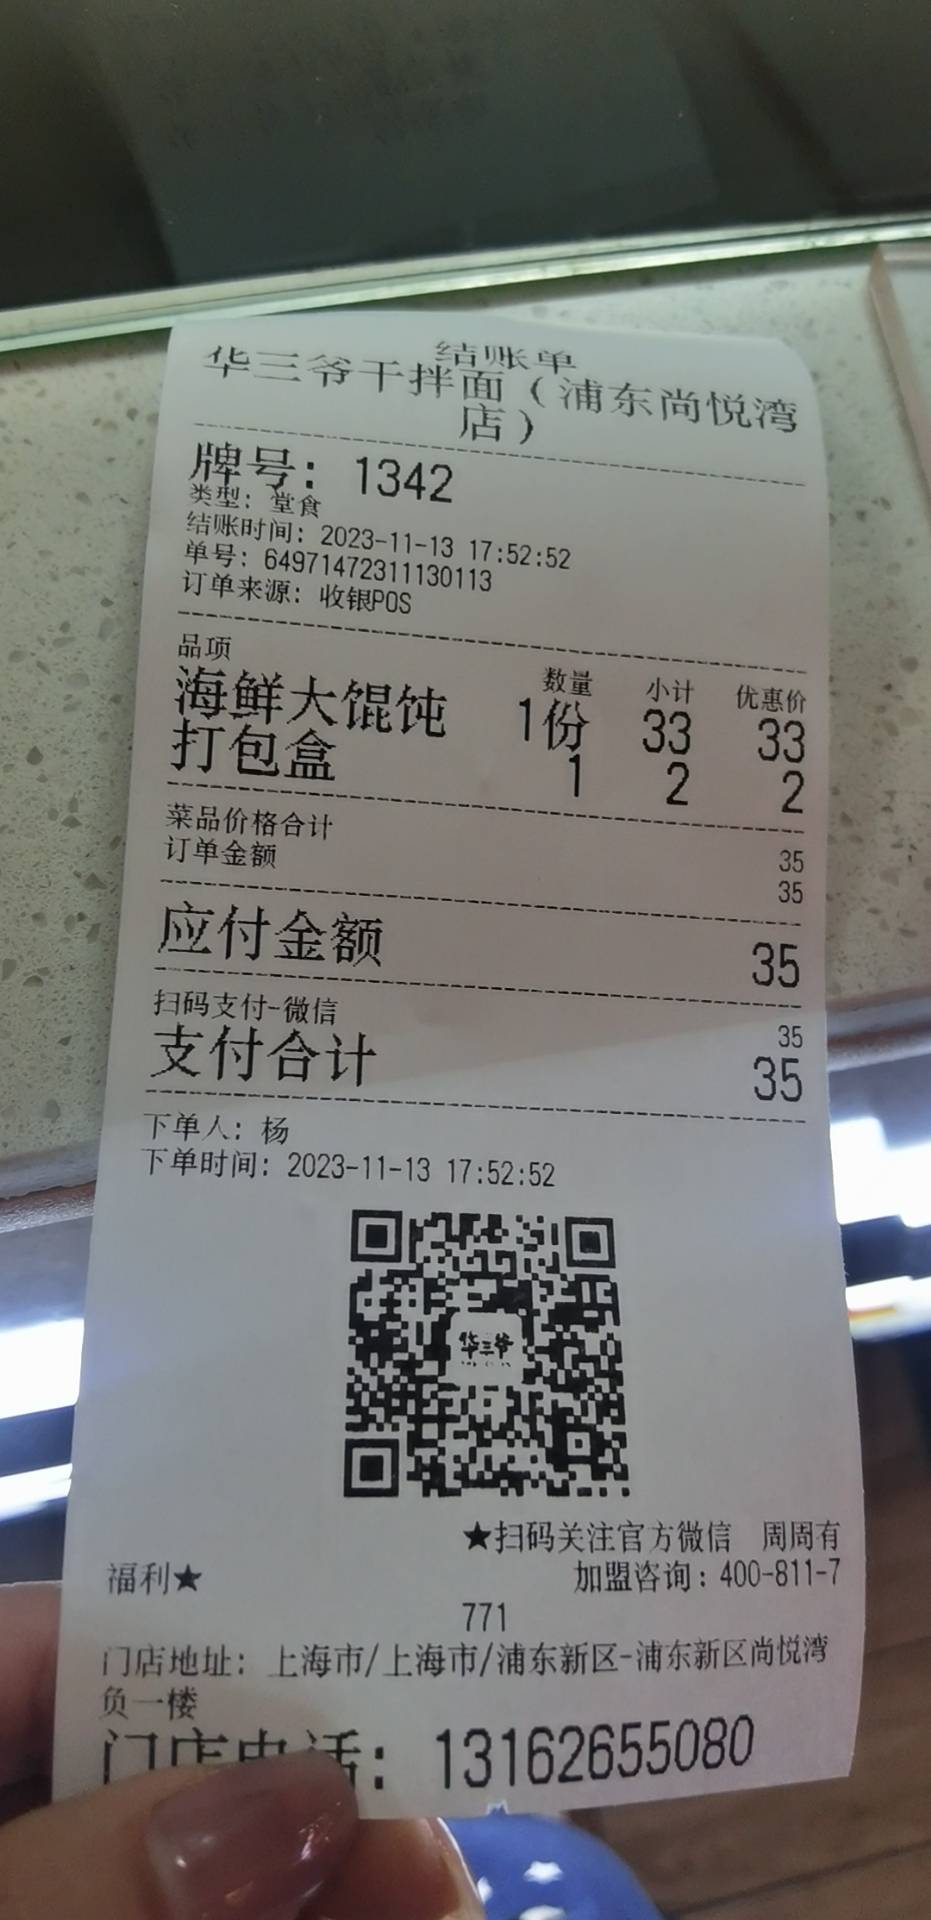 结账单
华三爷干拌面（浦东尚悦湾
店）
牌号: 1342
类型: 堂食
结账时间: 2023-11-13 17:52:52
单号: 64971472311130113
订单来源: 收银POS
品项 数量 小计 优惠价
海鲜大馄饨 1份 33 33
打包盒 1 2 2
菜品价格合计 35
订单金额 35
应付金额 35
扫码支付-微信 35
支付合计 35
下单人: 杨
下单时间: 2023-11-13 17:52:52
华三爷
★扫码关注官方微信 周周有
福利★ 加盟咨询: 400-811-7
771
门店地址: 上海市/上海市/浦东新区-浦东新区尚悦湾
负一楼
门店电话: 13162655080